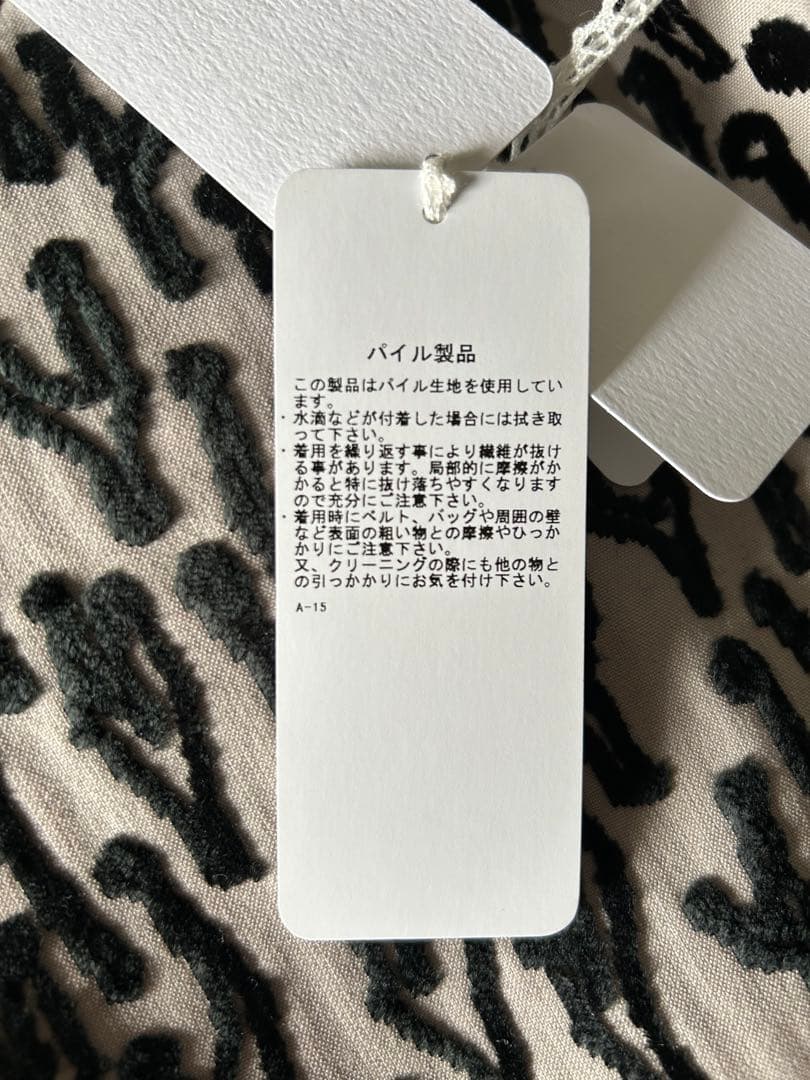 パイル製品
この製品はパイル生地を使用してい
ます。
・水滴などが付着した場合には拭き取
って下さい。
・着用を繰り返す事により繊維が抜け
る事があります。局部的に摩擦がか
かると特に抜け落ちやすくなります
ので充分にご注意下さい。
・着用時にベルト、バッグや周囲の壁
など表面の粗い物との摩擦やひっか
かりにご注意下さい。
又、クリーニングの際にも他の物と
の引っかかりにお気を付け下さい。
A-15